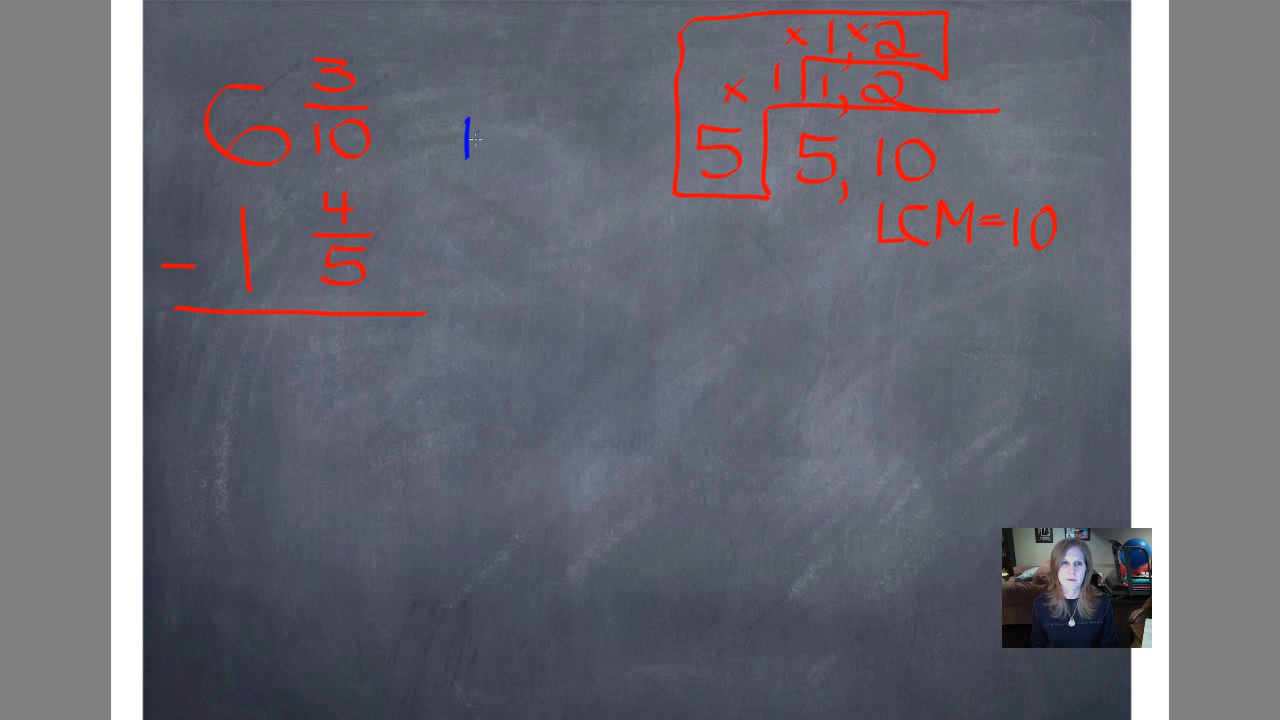 6 3/10
- 1 4/5
1
× 1, × 2
× 1 1, 2
5 5, 10
LCM=10